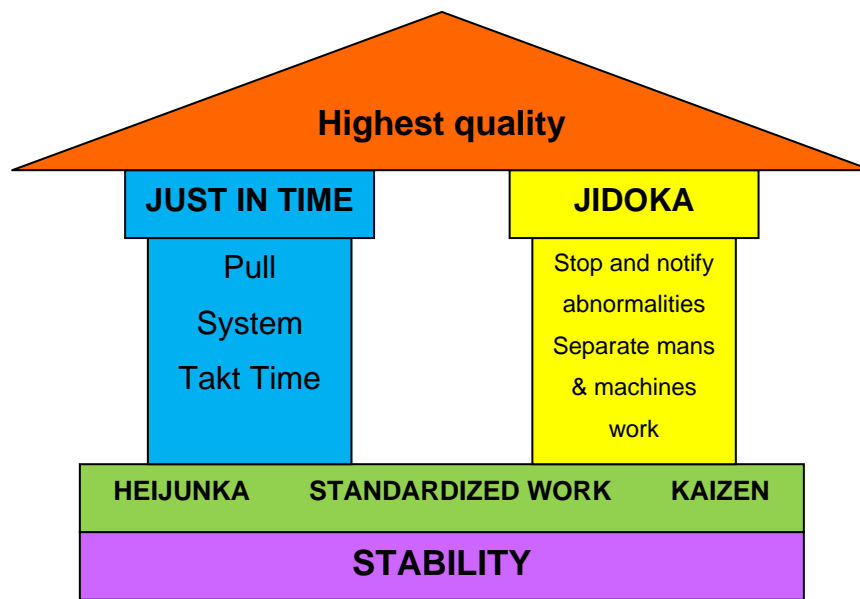 Highest quality
JUST IN TIME
Pull
System
Takt Time
JIDOKA
Stop and notify
abnormalities
Separate mans
& machines
work
HEIJUNKA STANDARDIZED WORK KAIZEN
STABILITY